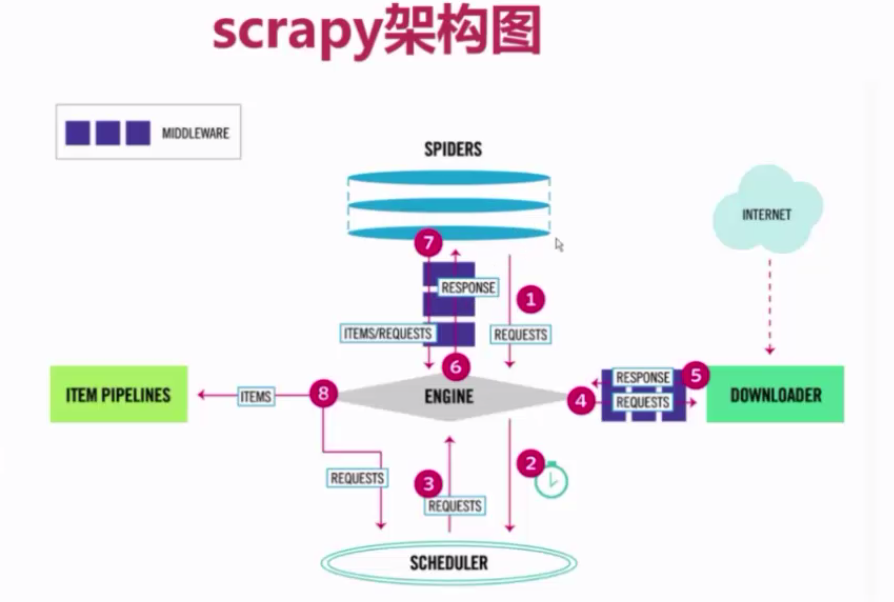 scrapy架构图
MIDDLEWARE
SPIDERS
INTERNET
7
RESPONSE
1
ITEMS/REQUESTS
REQUESTS
6
RESPONSE
5
ITEM PIPELINES
ITEMS
8
ENGINE
4
REQUESTS
DOWNLOADER
2
REQUESTS
3
REQUESTS
SCHEDULER